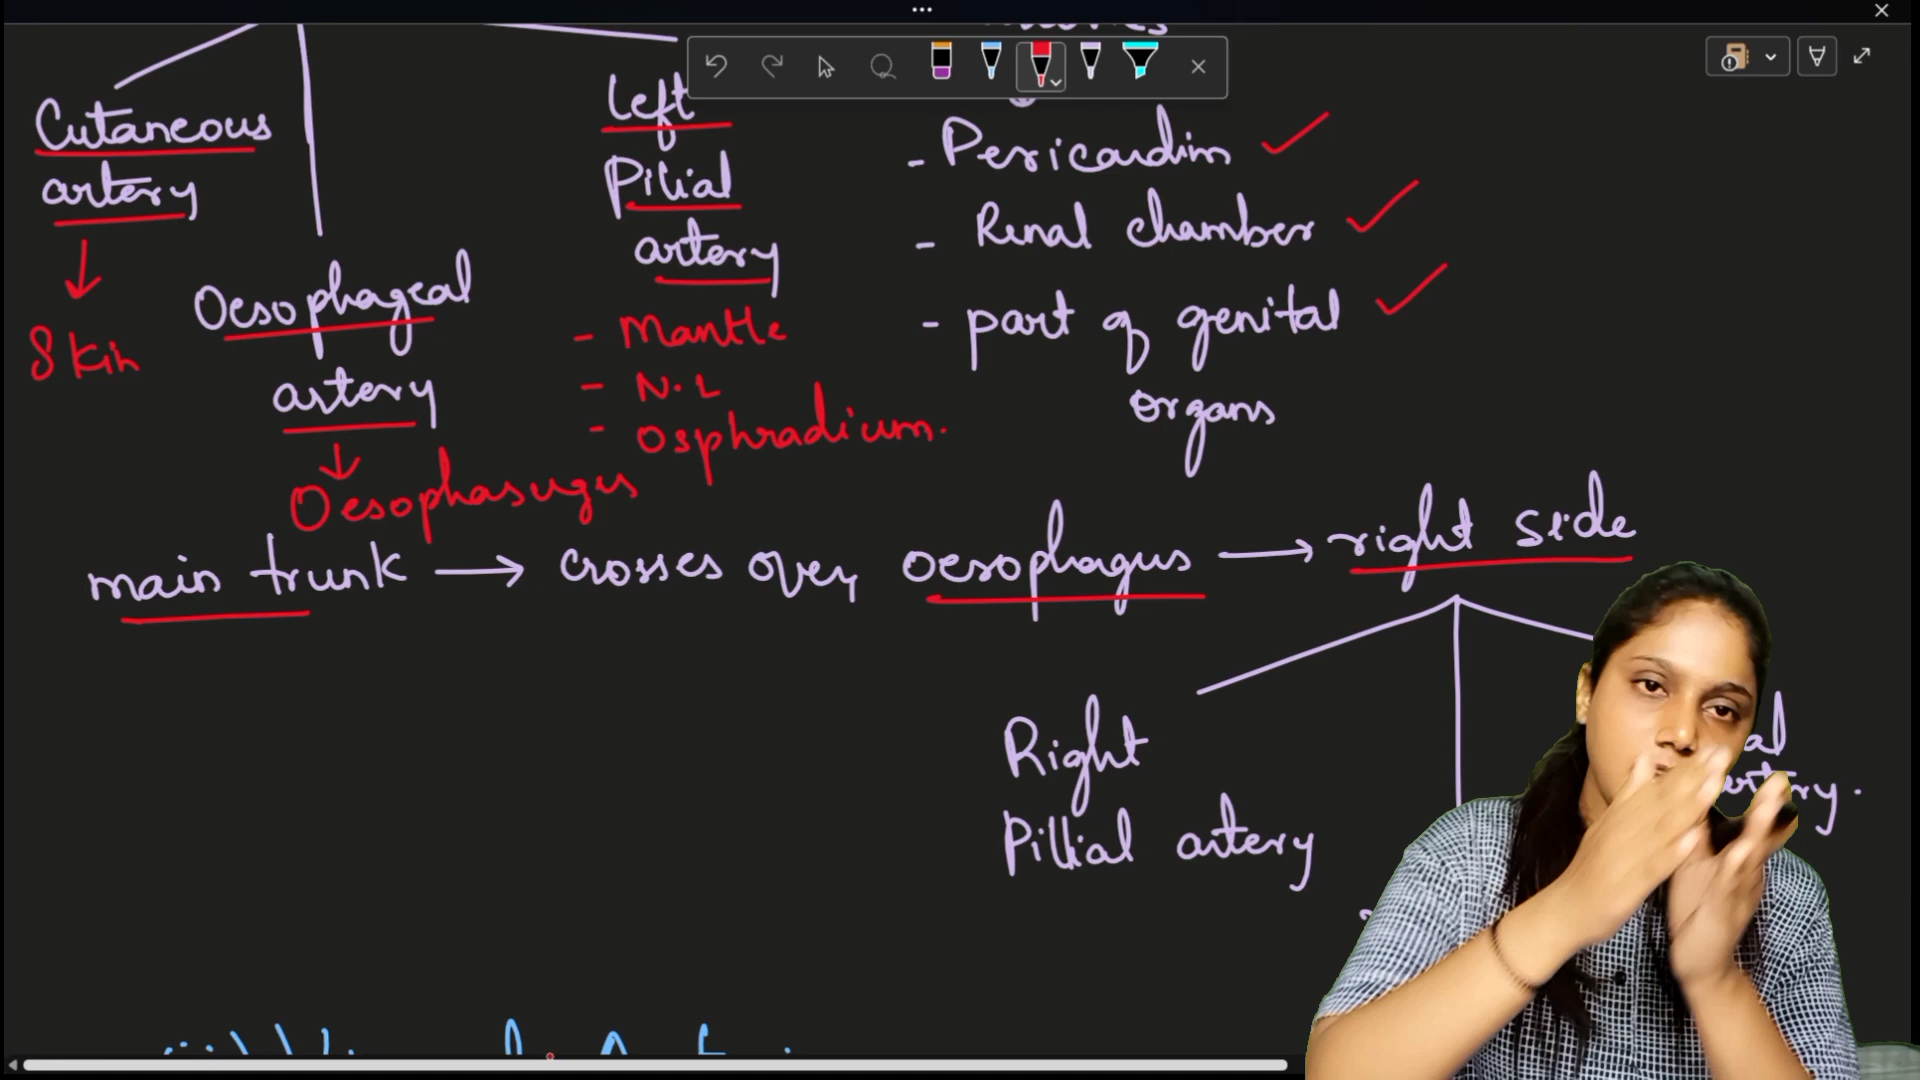 Cutaneous
artery
Skin
Oesophageal
artery
Oesophasugus
left
Pilial
artery
- Mantle
- N.L
- Osphradium.
- Pericardim
- Renal chamber
- part of genital
organs
main trunk → crosses over oesophagus → right side
Right
Pillial artery